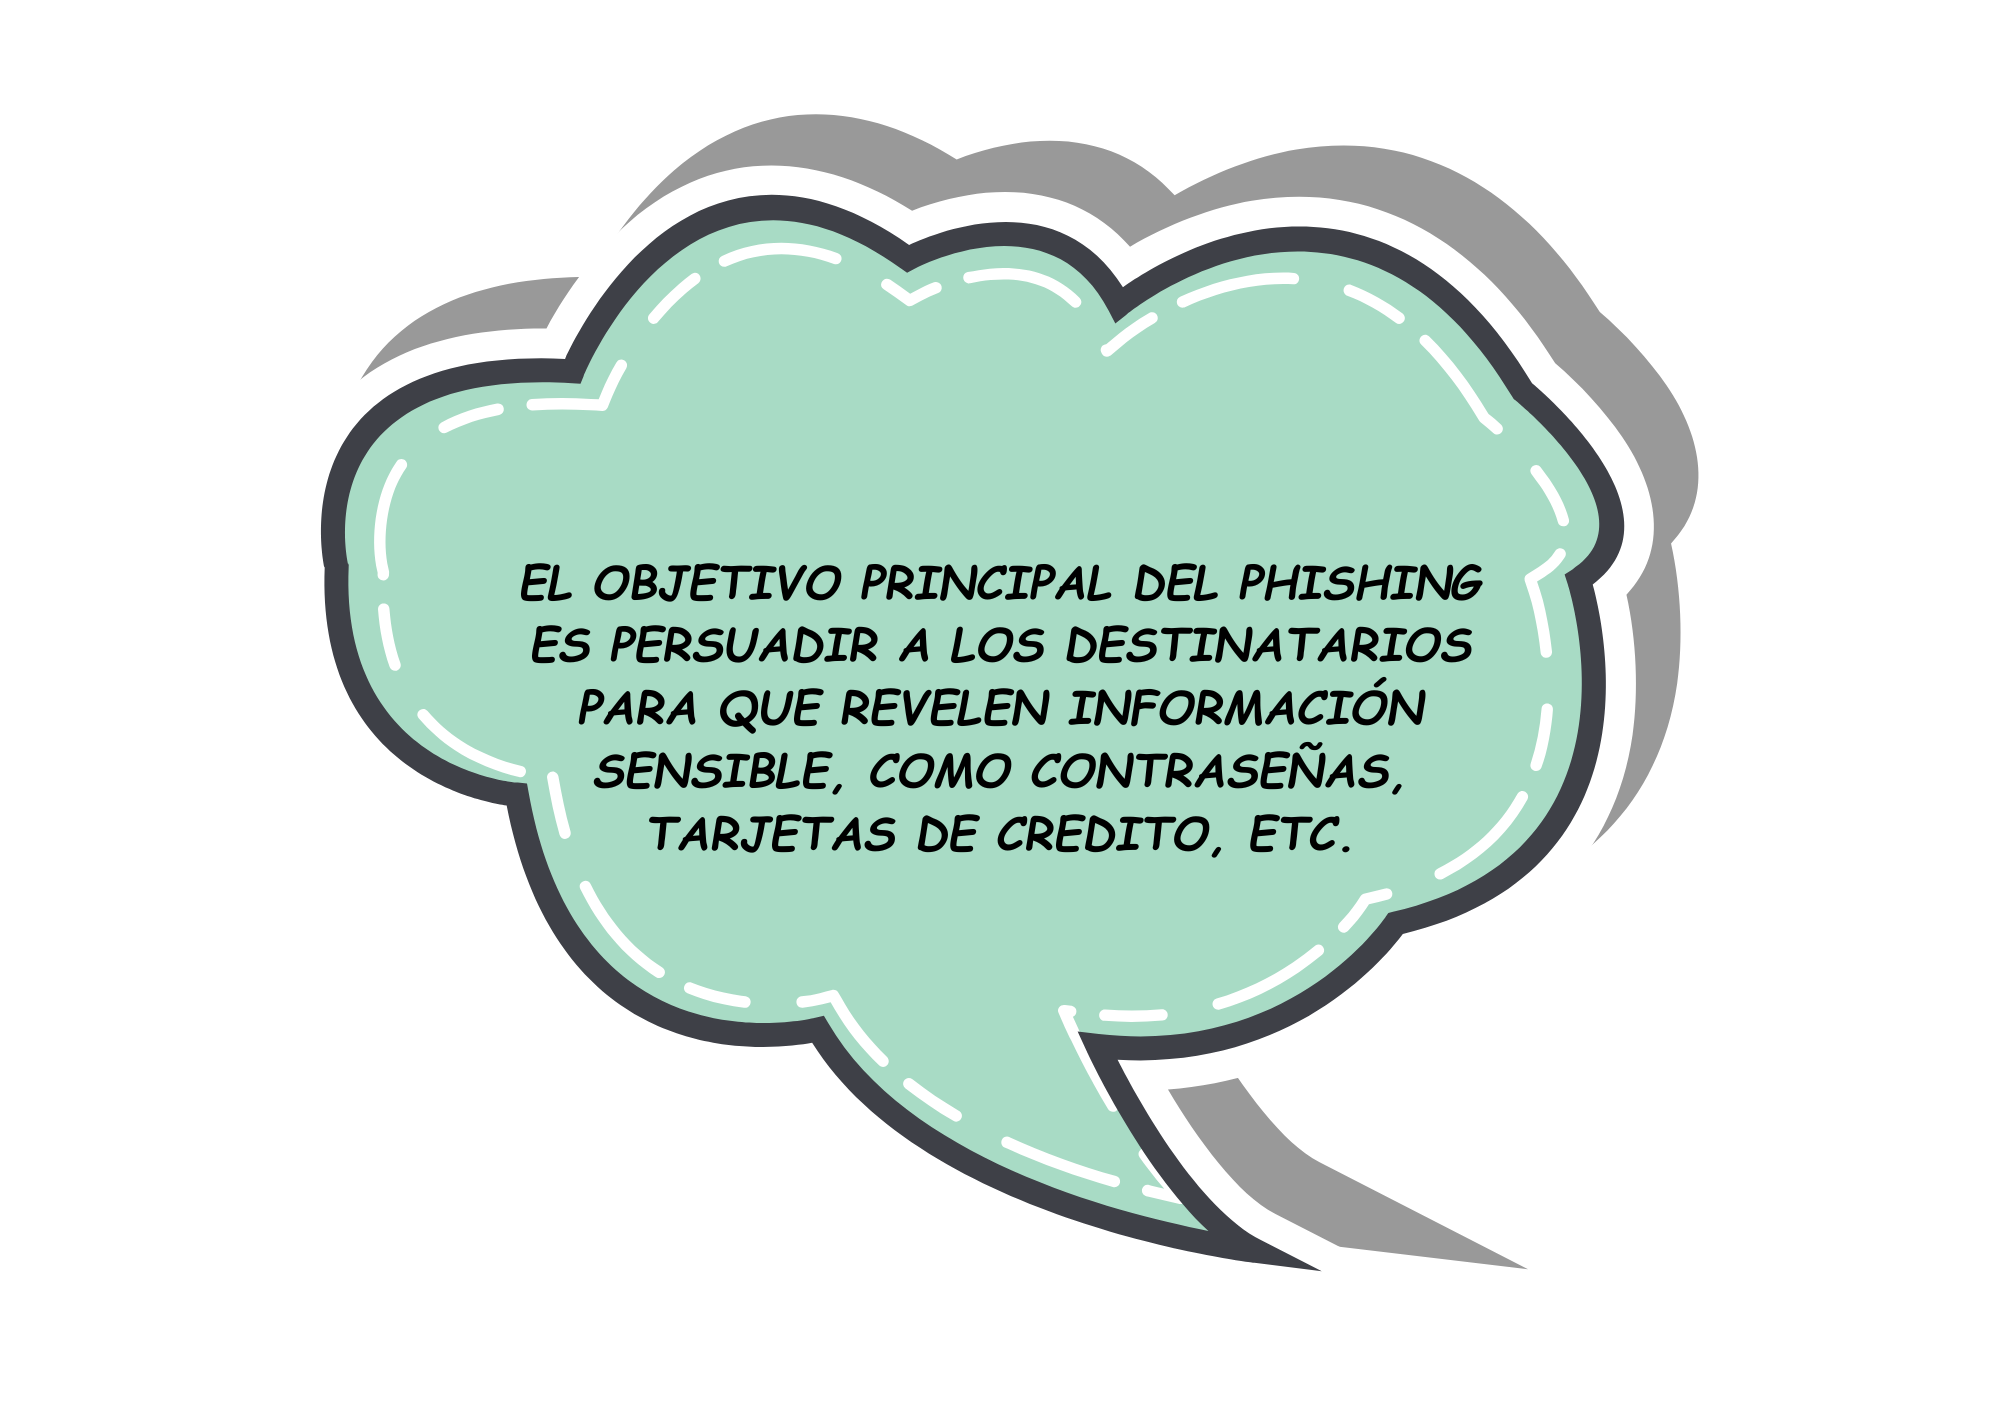 EL OBJETIVO PRINCIPAL DEL PHISHING
ES PERSUADIR A LOS DESTINATARIOS
PARA QUE REVELEN INFORMACIÓN
SENSIBLE, COMO CONTRASEÑAS,
TARJETAS DE CREDITO, ETC.